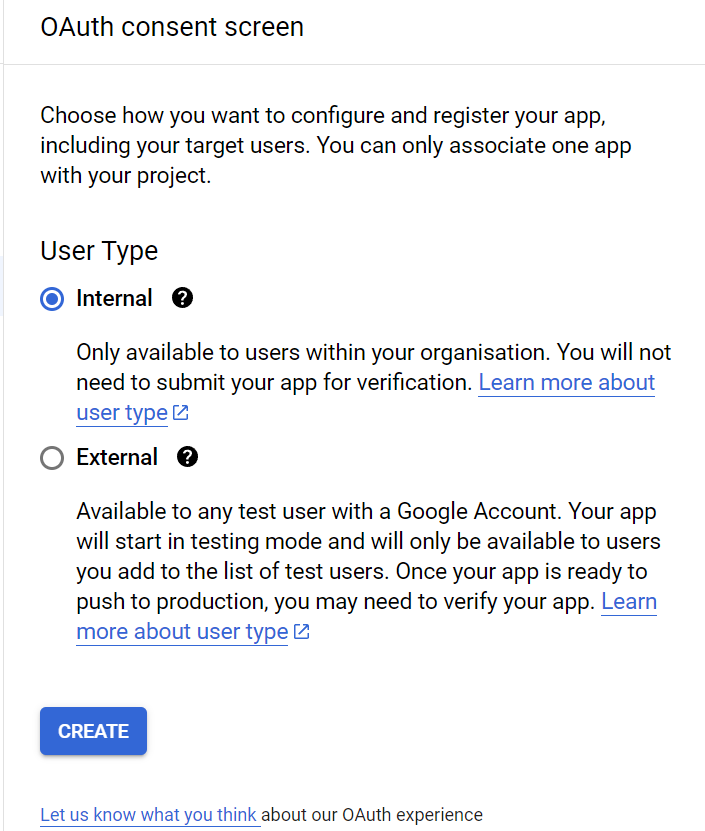 OAuth consent screen
Choose how you want to configure and register your app,
including your target users. You can only associate one app
with your project.
User Type
Internal
Only available to users within your organisation. You will not
need to submit your app for verification. Learn more about
user type
External
Available to any test user with a Google Account. Your app
will start in testing mode and will only be available to users
you add to the list of test users. Once your app is ready to
push to production, you may need to verify your app. Learn
more about user type
CREATE
Let us know what you think about our OAuth experience